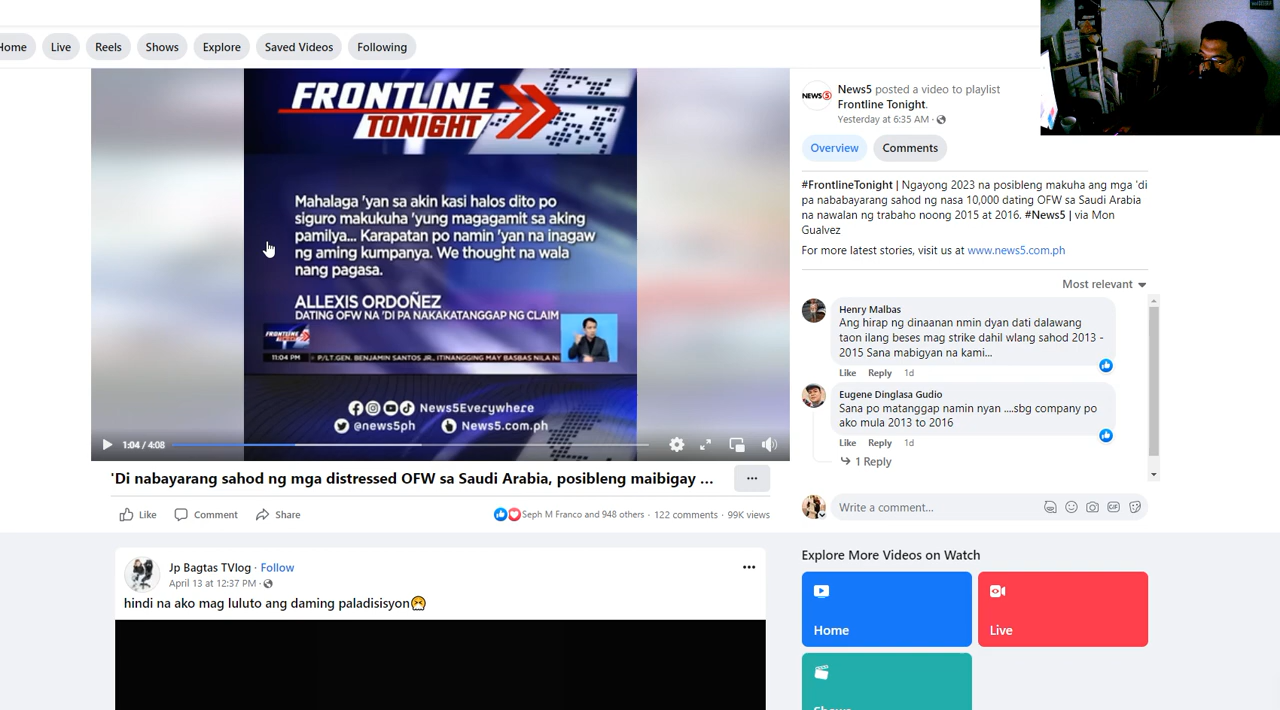 Home
Live
Reels
Shows
Explore
Saved Videos
Following
FRONTLINE
TONIGHT
Mahalaga 'yan sa akin kasi halos dito po
siguro makukuha 'yung magagamit sa aking
pamilya... Karapatan po namin 'yan na inagaw
ng aming kumpanya. We thought na wala
nang pagasa.
ALLEXIS ORDOÑEZ
DATING OFW NA 'DI PA NAKAKATANGGAP NG CLAIM
FRONTLINE
TONIGHT
11:04 PM
P/LT.GEN. BENJAMIN SANTOS JR., ITINANGGING MAY BASBAS NILA NI
News5Everywhere
@news5ph
News5.com.ph
1:04 / 4:08
'Di nabayarang sahod ng mga distressed OFW sa Saudi Arabia, posibleng maibigay ...
Like
Comment
Share
Seph M Franco and 948 others · 122 comments · 99K views
Jp Bagtas TVlog · Follow
April 13 at 12:37 PM ·
hindi na ako mag luluto ang daming paladisisyon
NEWS5
News5 posted a video to playlist
Frontline Tonight.
Yesterday at 6:35 AM ·
Overview
Comments
#FrontlineTonight | Ngayong 2023 na posibleng makuha ang mga 'di
pa nababayarang sahod ng nasa 10,000 dating OFW sa Saudi Arabia
na nawalan ng trabaho noong 2015 at 2016. #News5 | via Mon
Gualvez
For more latest stories, visit us at www.news5.com.ph
Most relevant
Henry Malbas
Ang hirap ng dinaanan nmin dyan dati dalawang
taon ilang beses mag strike dahil wlang sahod 2013 -
2015 Sana mabigyan na kami...
Like Reply 1d
Eugene Dinglasa Gudio
Sana po matanggap namin nyan ....sbg company po
ako mula 2013 to 2016
Like Reply 1d
1 Reply
Write a comment...
GIF
Explore More Videos on Watch
Home
Live
Shows